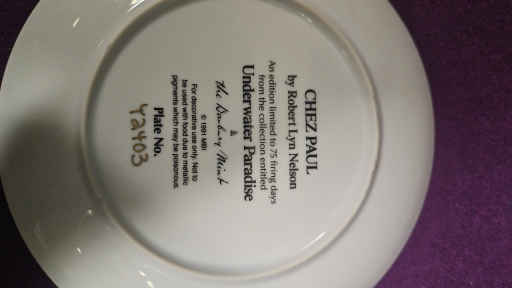 CHEZ PAUL
by Robert Lyn Nelson
An edition limited to 75 firing days
from the collection entitled
Underwater Paradise
The Danbury Mint
© 1991 MBI
For decorative use only. Not to
be used with food due to metallic
pigments which may be poisonous.
Plate No.
Y2403